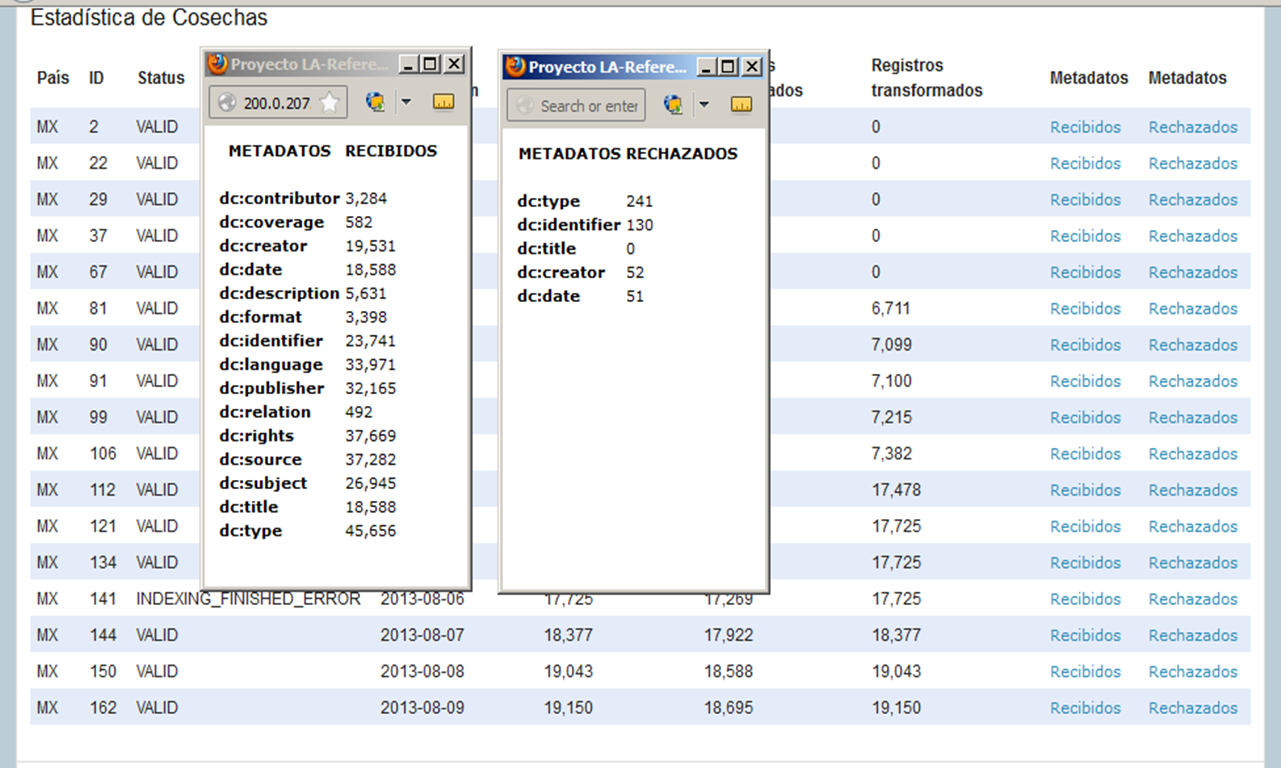 Estadística de Cosechas
País ID Status Registros transformados Metadatos Metadatos
MX 2 VALID 0 Recibidos Rechazados
MX 22 VALID 0 Recibidos Rechazados
MX 29 VALID 0 Recibidos Rechazados
MX 37 VALID 0 Recibidos Rechazados
MX 67 VALID 0 Recibidos Rechazados
MX 81 VALID 6,711 Recibidos Rechazados
MX 90 VALID 7,099 Recibidos Rechazados
MX 91 VALID 7,100 Recibidos Rechazados
MX 99 VALID 7,215 Recibidos Rechazados
MX 106 VALID 7,382 Recibidos Rechazados
MX 112 VALID 17,478 Recibidos Rechazados
MX 121 VALID 17,725 Recibidos Rechazados
MX 134 VALID 17,725 Recibidos Rechazados
MX 141 INDEXING_FINISHED_ERROR 2013-08-06 17,725 17,269 17,725 Recibidos Rechazados
MX 144 VALID 2013-08-07 18,377 17,922 18,377 Recibidos Rechazados
MX 150 VALID 2013-08-08 19,043 18,588 19,043 Recibidos Rechazados
MX 162 VALID 2013-08-09 19,150 18,695 19,150 Recibidos Rechazados
Proyecto LA-Refere...
200.0.207.
METADATOS RECIBIDOS
dc:contributor 3,284
dc:coverage 582
dc:creator 19,531
dc:date 18,588
dc:description 5,631
dc:format 3,398
dc:identifier 23,741
dc:language 33,971
dc:publisher 32,165
dc:relation 492
dc:rights 37,669
dc:source 37,282
dc:subject 26,945
dc:title 18,588
dc:type 45,656
Proyecto LA-Refere...
Search or enter
METADATOS RECHAZADOS
dc:type 241
dc:identifier 130
dc:title 0
dc:creator 52
dc:date 51